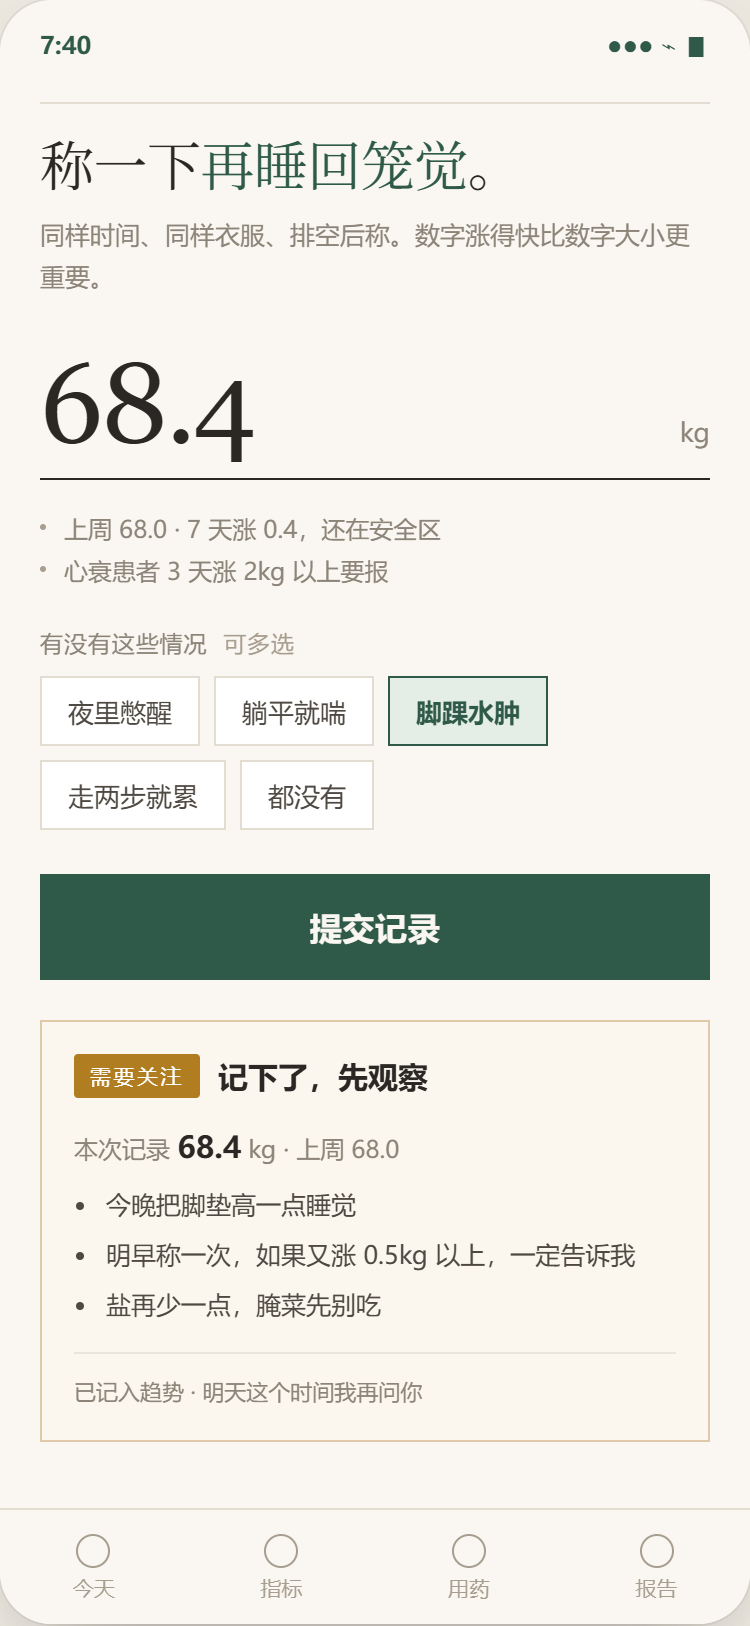 7:40
称一下再睡回笼觉。
同样时间、同样衣服、排空后称。数字涨得快比数字大小更
重要。
68.4 kg
• 上周 68.0 · 7 天涨 0.4，还在安全区
• 心衰患者 3 天涨 2kg 以上要报
有没有这些情况 可多选
夜里憋醒 躺平就喘 脚踝水肿
走两步就累 都没有
提交记录
需要关注 记下了，先观察
本次记录 68.4 kg · 上周 68.0
• 今晚把脚垫高一点睡觉
• 明早称一次，如果又涨 0.5kg 以上，一定告诉我
• 盐再少一点，腌菜先别吃
已记入趋势 · 明天这个时间我再问你
今天 指标 用药 报告